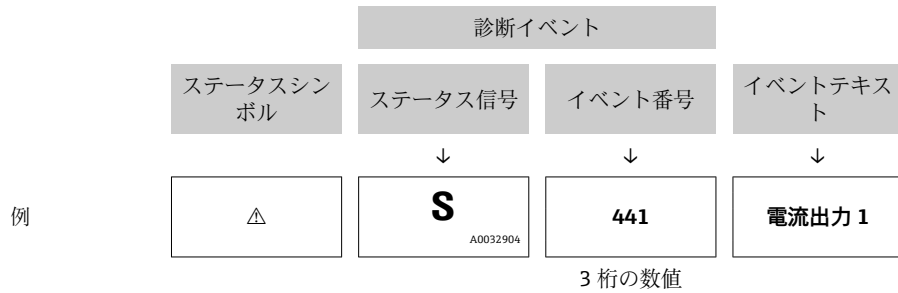 診断イベント
ステータスシン
ボル
ステータス信号
イベント番号
イベントテキス
ト
↓ ↓ ↓
例
⚠
S
A0032904
441
電流出力 1
3 桁の数値